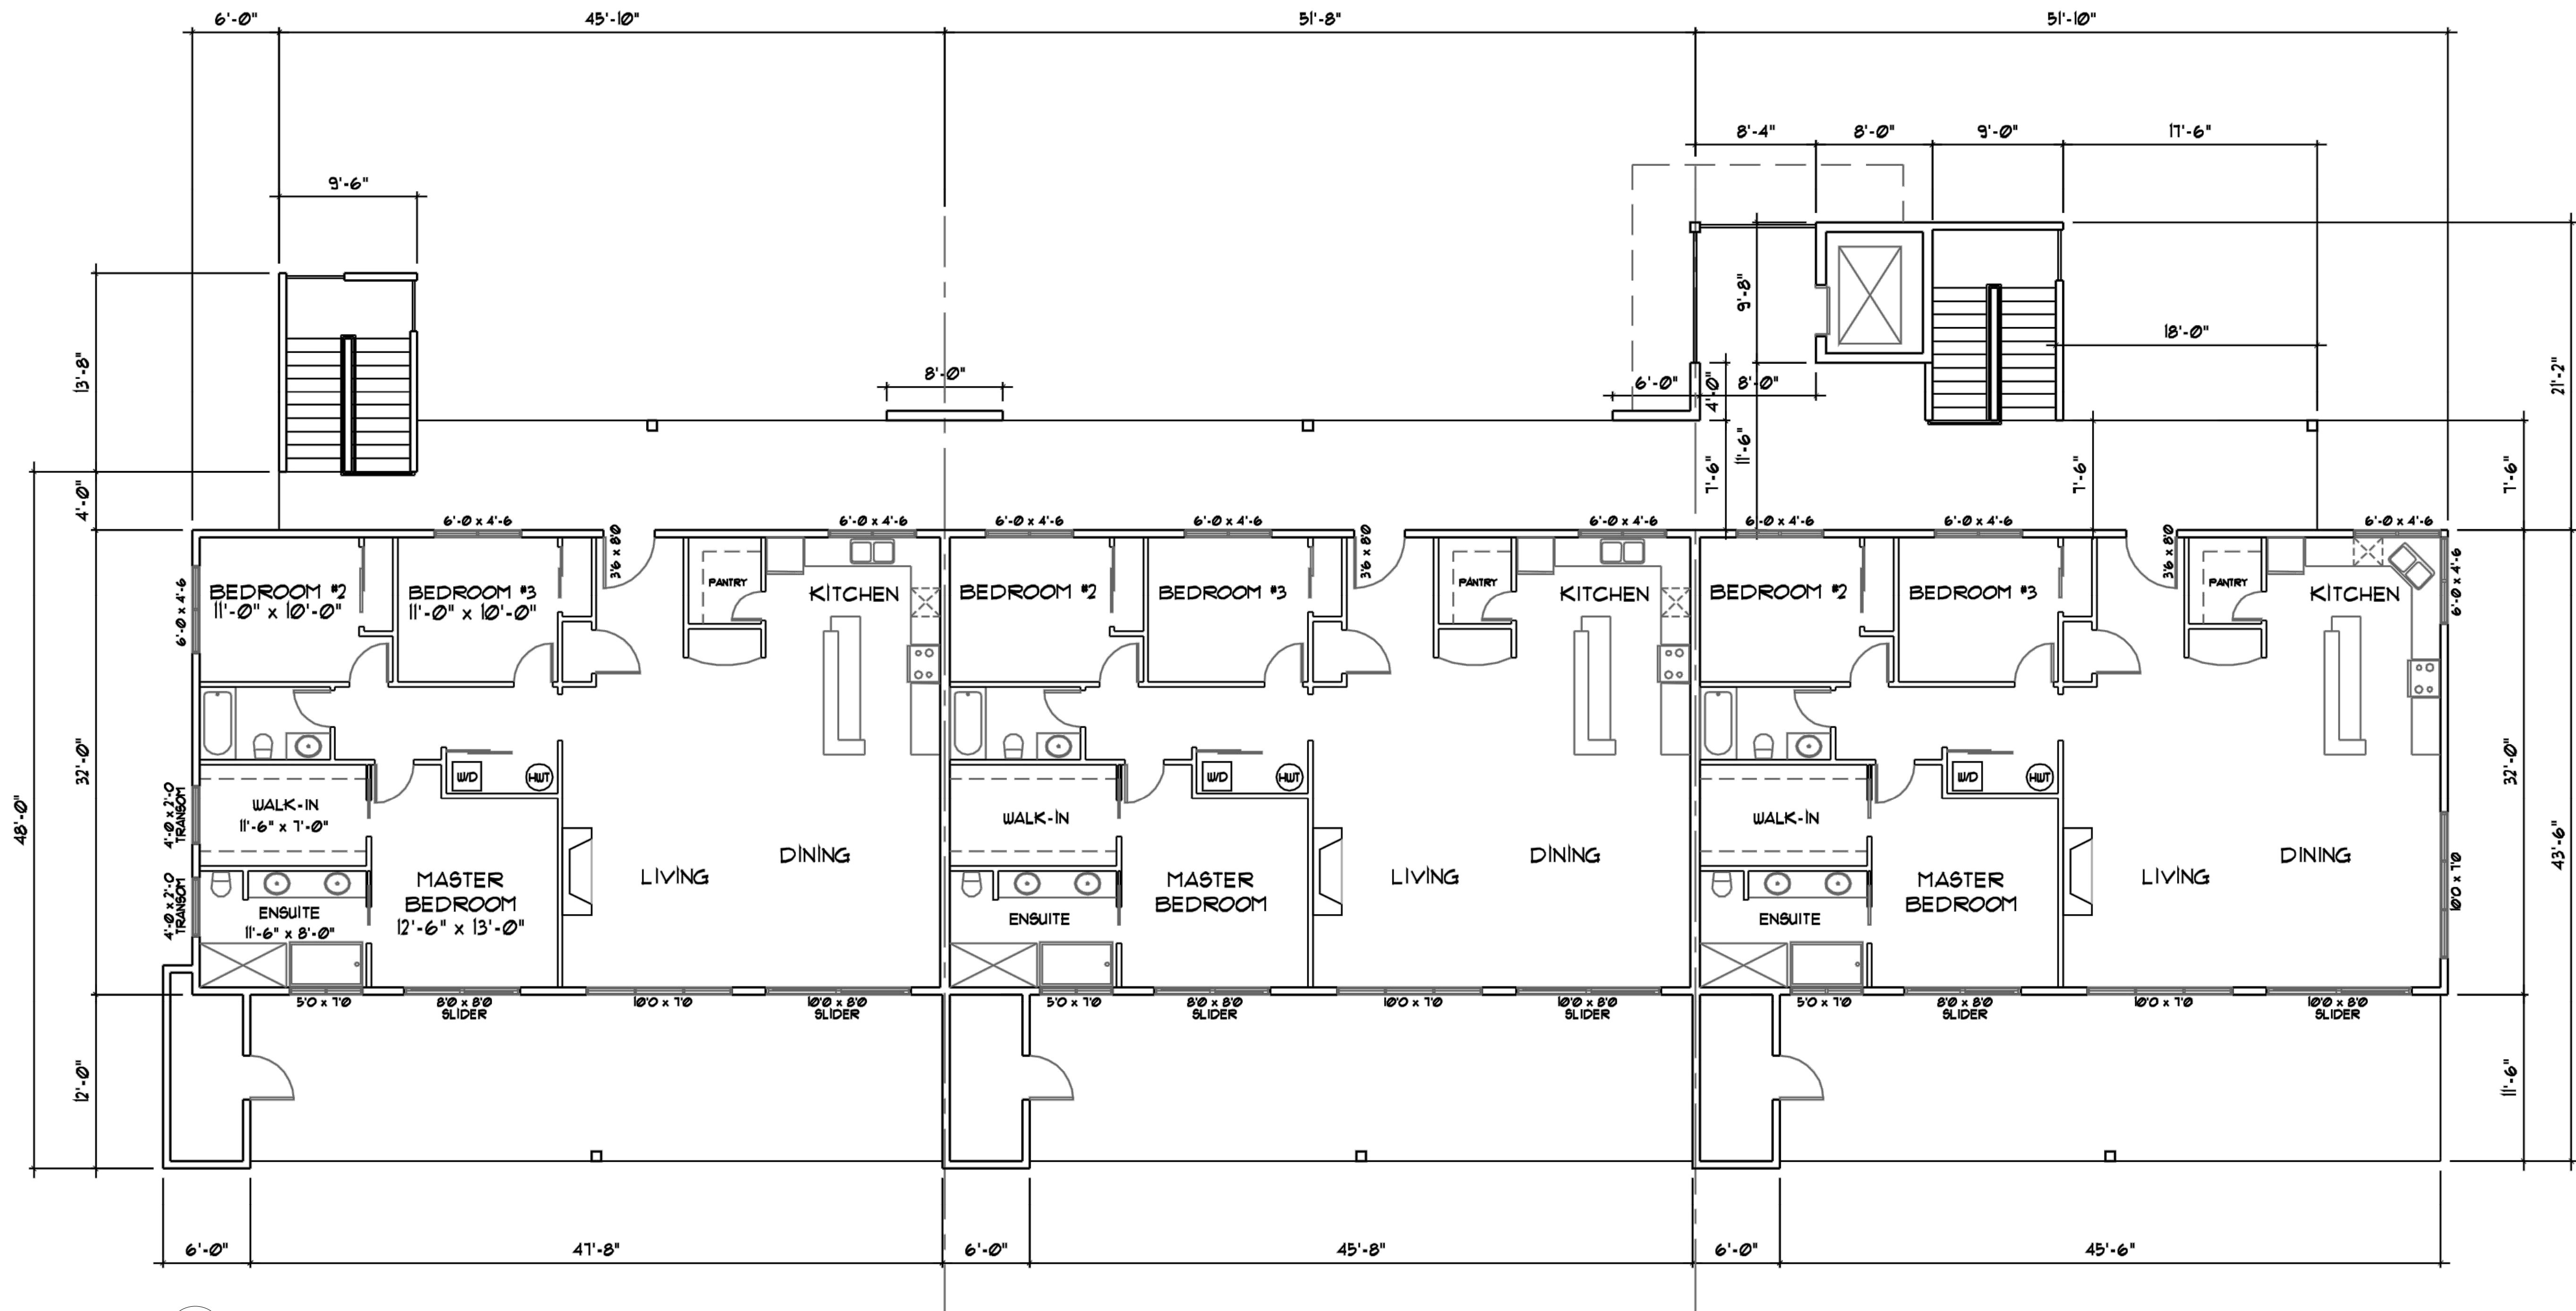 6'-0" 45'-10" 51'-8" 51'-10"
8'-4" 8'-0" 9'-0" 17'-6"
9'-6"
9'-8"
18'-0"
13'-8"
21'-2"
8'-0"
6'-0" 4'-0" 8'-0"
7'-6" 11'-6" 7'-6" 7'-6"
4'-0"
6'-0 x 4'-6 6'-0 x 4'-6 6'-0 x 4'-6 6'-0 x 4'-6 6'-0 x 4'-6 6'-0 x 4'-6 6'-0 x 4'-6 6'-0 x 4'-6
3'6 x 8'0 3'6 x 8'0 3'6 x 8'0
6'-0 x 4'-6 6'-0 x 4'-6
PANTRY PANTRY PANTRY
BEDROOM #2 BEDROOM #3 KITCHEN BEDROOM #2 BEDROOM #3 KITCHEN BEDROOM #2 BEDROOM #3 KITCHEN
11'-0" x 10'-0" 11'-0" x 10'-0"
32'-0" 32'-0"
48'-0" 43'-6"
W/D HWT W/D HWT W/D HWT
4'-0 x 2'-0
TRANSOM
WALK-IN
11'-6" x 7'-0"
WALK-IN WALK-IN
DINING DINING DINING
LIVING LIVING LIVING
4'-0 x 2'-0
TRANSOM
10'0 x 7'0
MASTER
BEDROOM
12'-6" x 13'-0"
MASTER
BEDROOM
MASTER
BEDROOM
ENSUITE
11'-6" x 8'-0"
ENSUITE ENSUITE
5'0 x 7'0 8'0 x 8'0
SLIDER
10'0 x 7'0 10'0 x 8'0
SLIDER
5'0 x 7'0 8'0 x 8'0
SLIDER
10'0 x 7'0 10'0 x 8'0
SLIDER
5'0 x 7'0 8'0 x 8'0
SLIDER
10'0 x 7'0 10'0 x 8'0
SLIDER
12'-0" 11'-6"
6'-0" 47'-8" 6'-0" 45'-8" 6'-0" 45'-6"